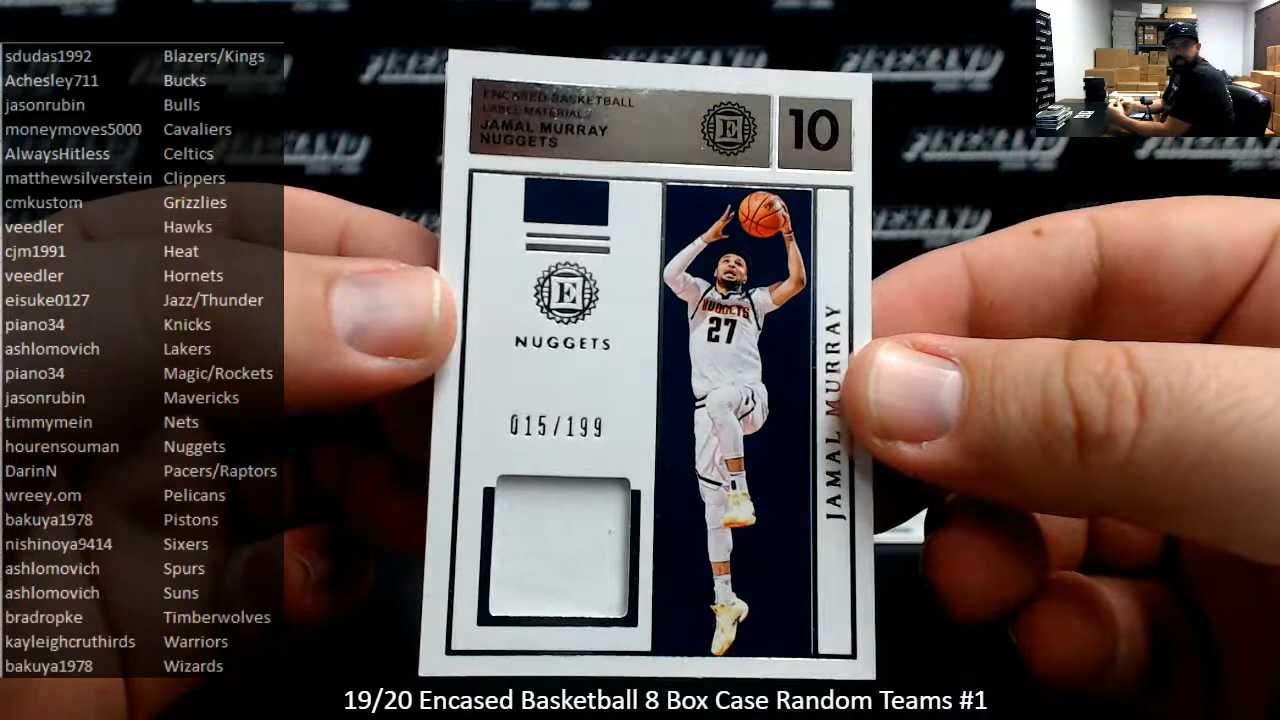 sdudas1992 Blazers/Kings
Achesley711 Bucks
jasonrubin Bulls
moneymoves5000 Cavaliers
AlwaysHitless Celtics
matthewsilverstein Clippers
cmkustom Grizzlies
veedler Hawks
cjm1991 Heat
veedler Hornets
eisuke0127 Jazz/Thunder
piano34 Knicks
ashlomovich Lakers
piano34 Magic/Rockets
jasonrubin Mavericks
timmymein Nets
hourensouman Nuggets
DarinN Pacers/Raptors
wreey.om Pelicans
bakuya1978 Pistons
nishinoya9414 Sixers
ashlomovich Spurs
ashlomovich Suns
bradropke Timberwolves
kayleighcruthirds Warriors
bakuya1978 Wizards
ENCASED BASKETBALL
LABEL MATERIALS
JAMAL MURRAY
NUGGETS
E
10
E
NUGGETS
015/199
NUGGETS
27
JAMAL MURRAY
19/20 Encased Basketball 8 Box Case Random Teams #1